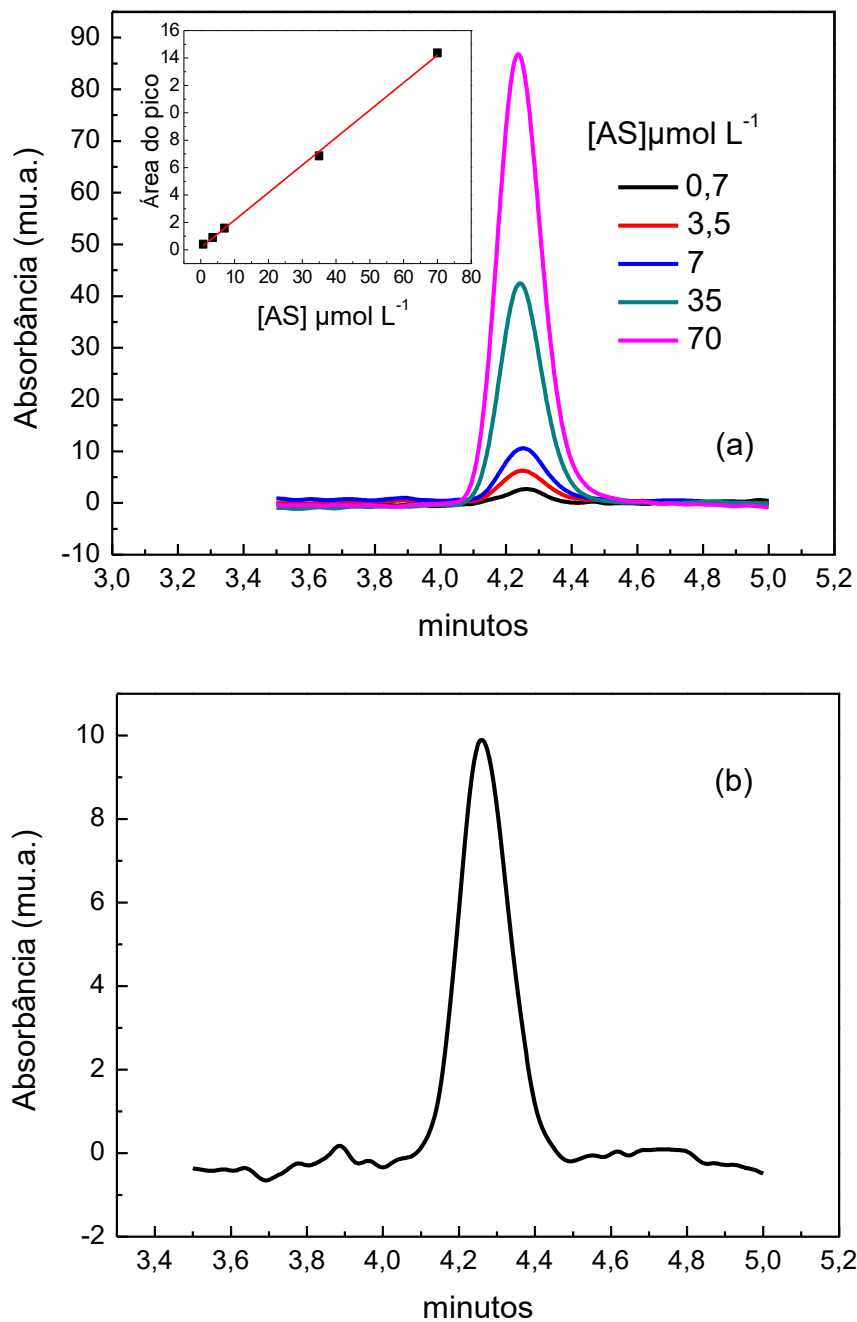 90
80
70
60
50
40
30
20
10
0
-10
Absorbância (mu.a.)
16
14
12
0
8
6
4
2
0
Área do pico
0 10 20 30 40 50 60 70 80
[AS] µmol L-1
[AS]µmol L-1
0,7
3,5
7
35
70
(a)
3,0 3,2 3,4 3,6 3,8 4,0 4,2 4,4 4,6 4,8 5,0 5,2
minutos
10
8
6
4
2
0
-2
Absorbância (mu.a.)
(b)
3,4 3,6 3,8 4,0 4,2 4,4 4,6 4,8 5,0 5,2
minutos